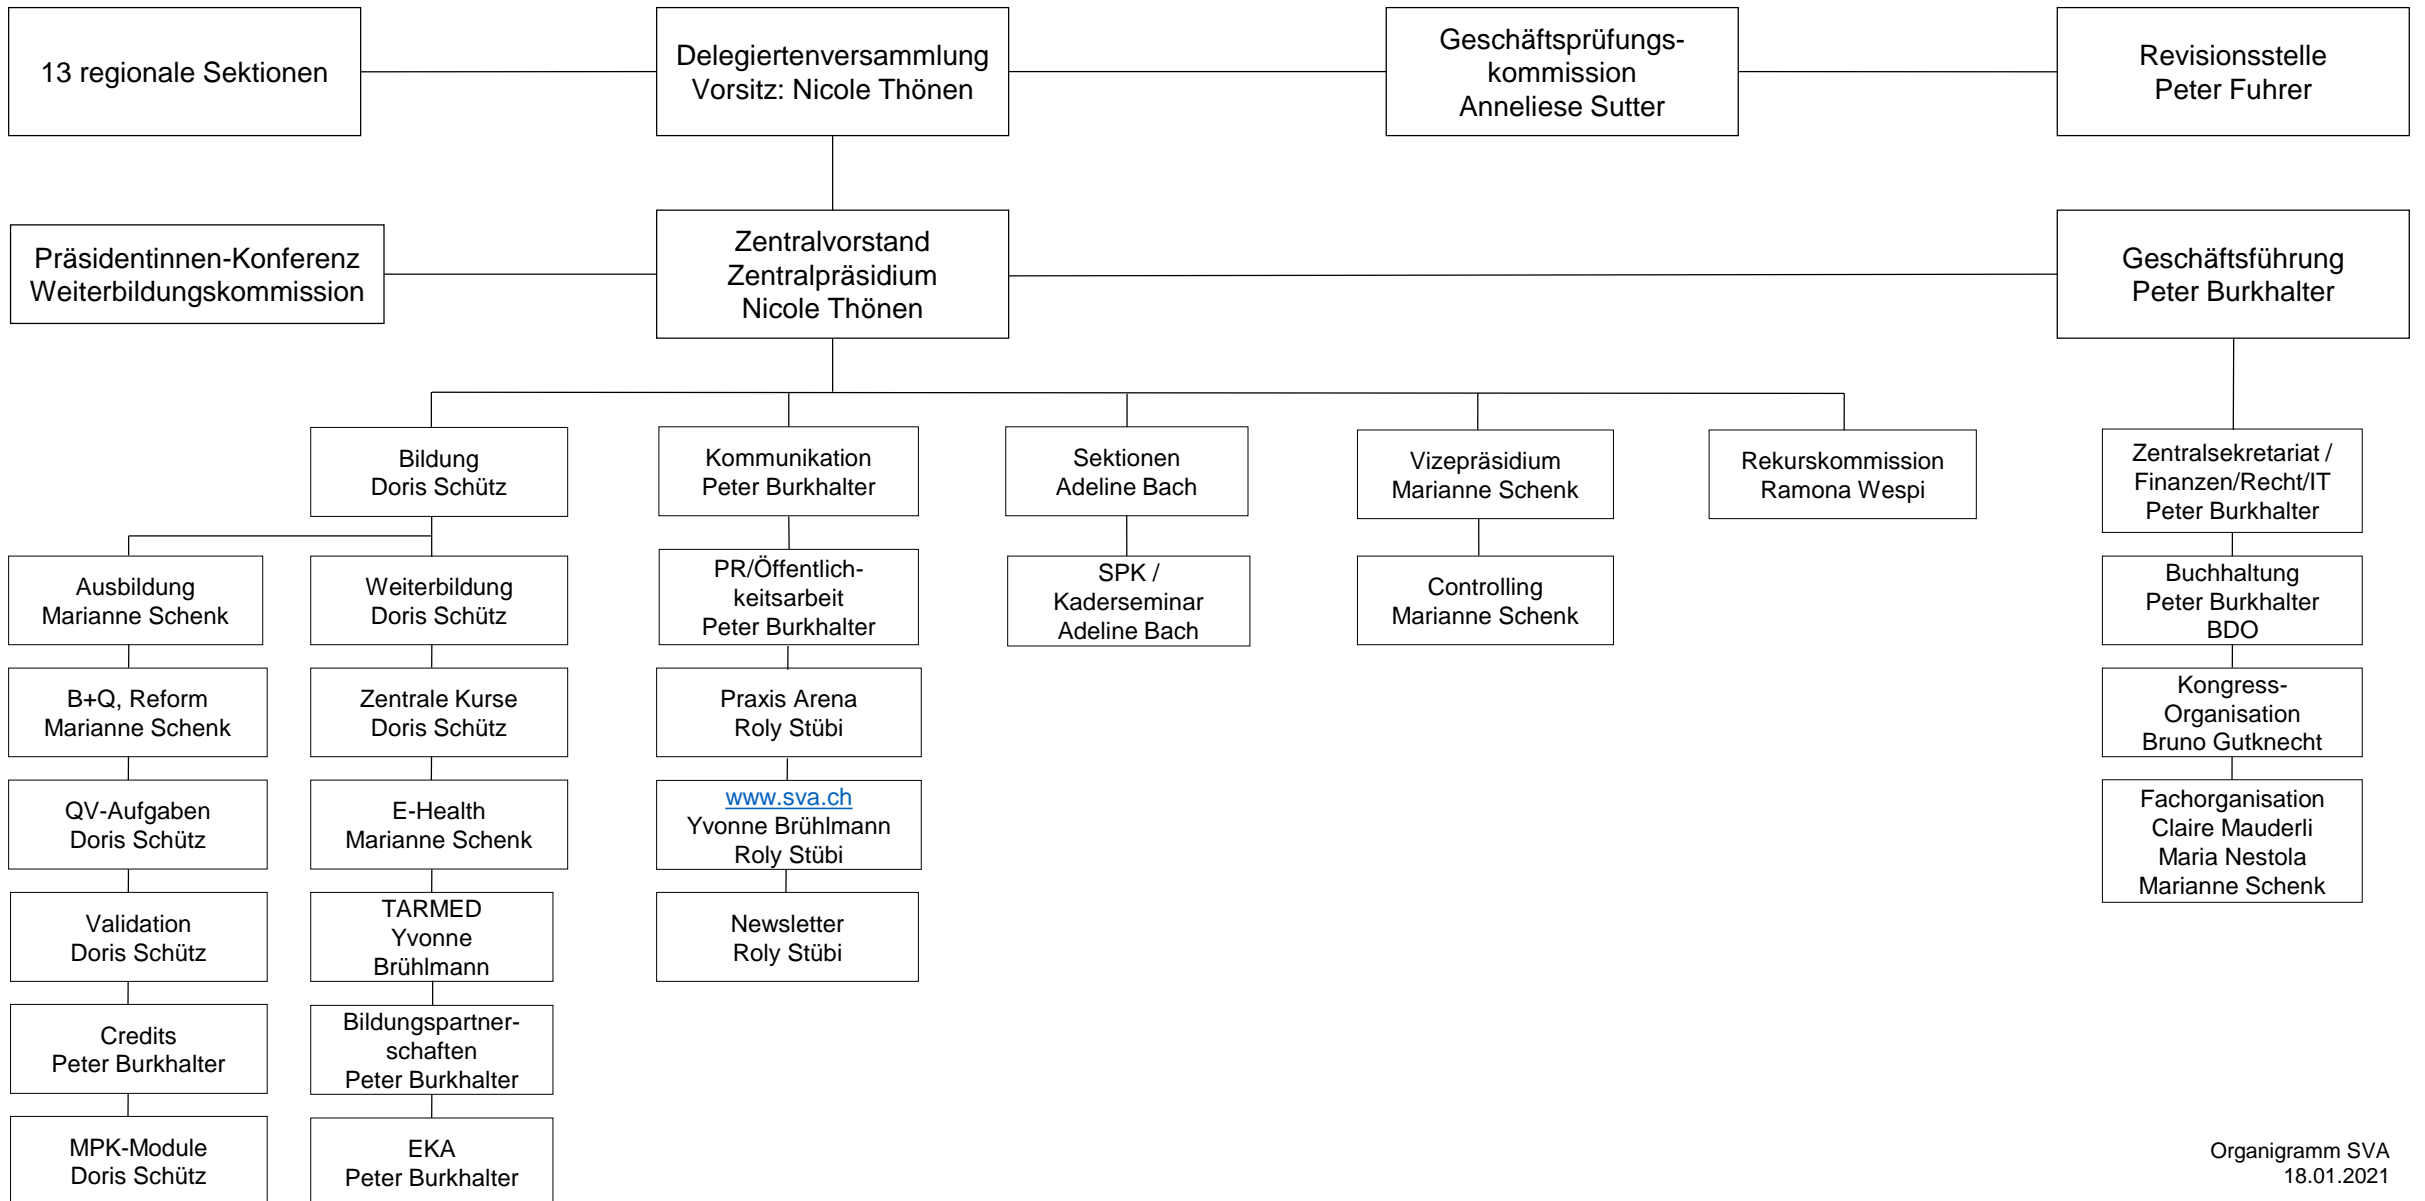 13 regionale Sektionen
Delegiertenversammlung
Vorsitz: Nicole Thönen
Geschäftsprüfungs-
kommission
Anneliese Sutter
Revisionsstelle
Peter Fuhrer
Präsidentinnen-Konferenz
Weiterbildungskommission
Zentralvorstand
Zentralpräsidium
Nicole Thönen
Geschäftsführung
Peter Burkhalter
Bildung
Doris Schütz
Kommunikation
Peter Burkhalter
Sektionen
Adeline Bach
Vizepräsidium
Marianne Schenk
Rekurskommission
Ramona Wespi
Zentralsekretariat /
Finanzen/Recht/IT
Peter Burkhalter
Ausbildung
Marianne Schenk
Weiterbildung
Doris Schütz
PR/Öffentlich-
keitsarbeit
Peter Burkhalter
SPK /
Kaderseminar
Adeline Bach
Controlling
Marianne Schenk
Buchhaltung
Peter Burkhalter
BDO
B+Q, Reform
Marianne Schenk
Zentrale Kurse
Doris Schütz
Praxis Arena
Roly Stübi
Kongress-
Organisation
Bruno Gutknecht
QV-Aufgaben
Doris Schütz
E-Health
Marianne Schenk
www.sva.ch
Yvonne Brühlmann
Roly Stübi
Fachorganisation
Claire Mauderli
Maria Nestola
Marianne Schenk
Validation
Doris Schütz
TARMED
Yvonne
Brühlmann
Newsletter
Roly Stübi
Credits
Peter Burkhalter
Bildungspartner-
schaften
Peter Burkhalter
MPK-Module
Doris Schütz
EKA
Peter Burkhalter
Organigramm SVA
18.01.2021